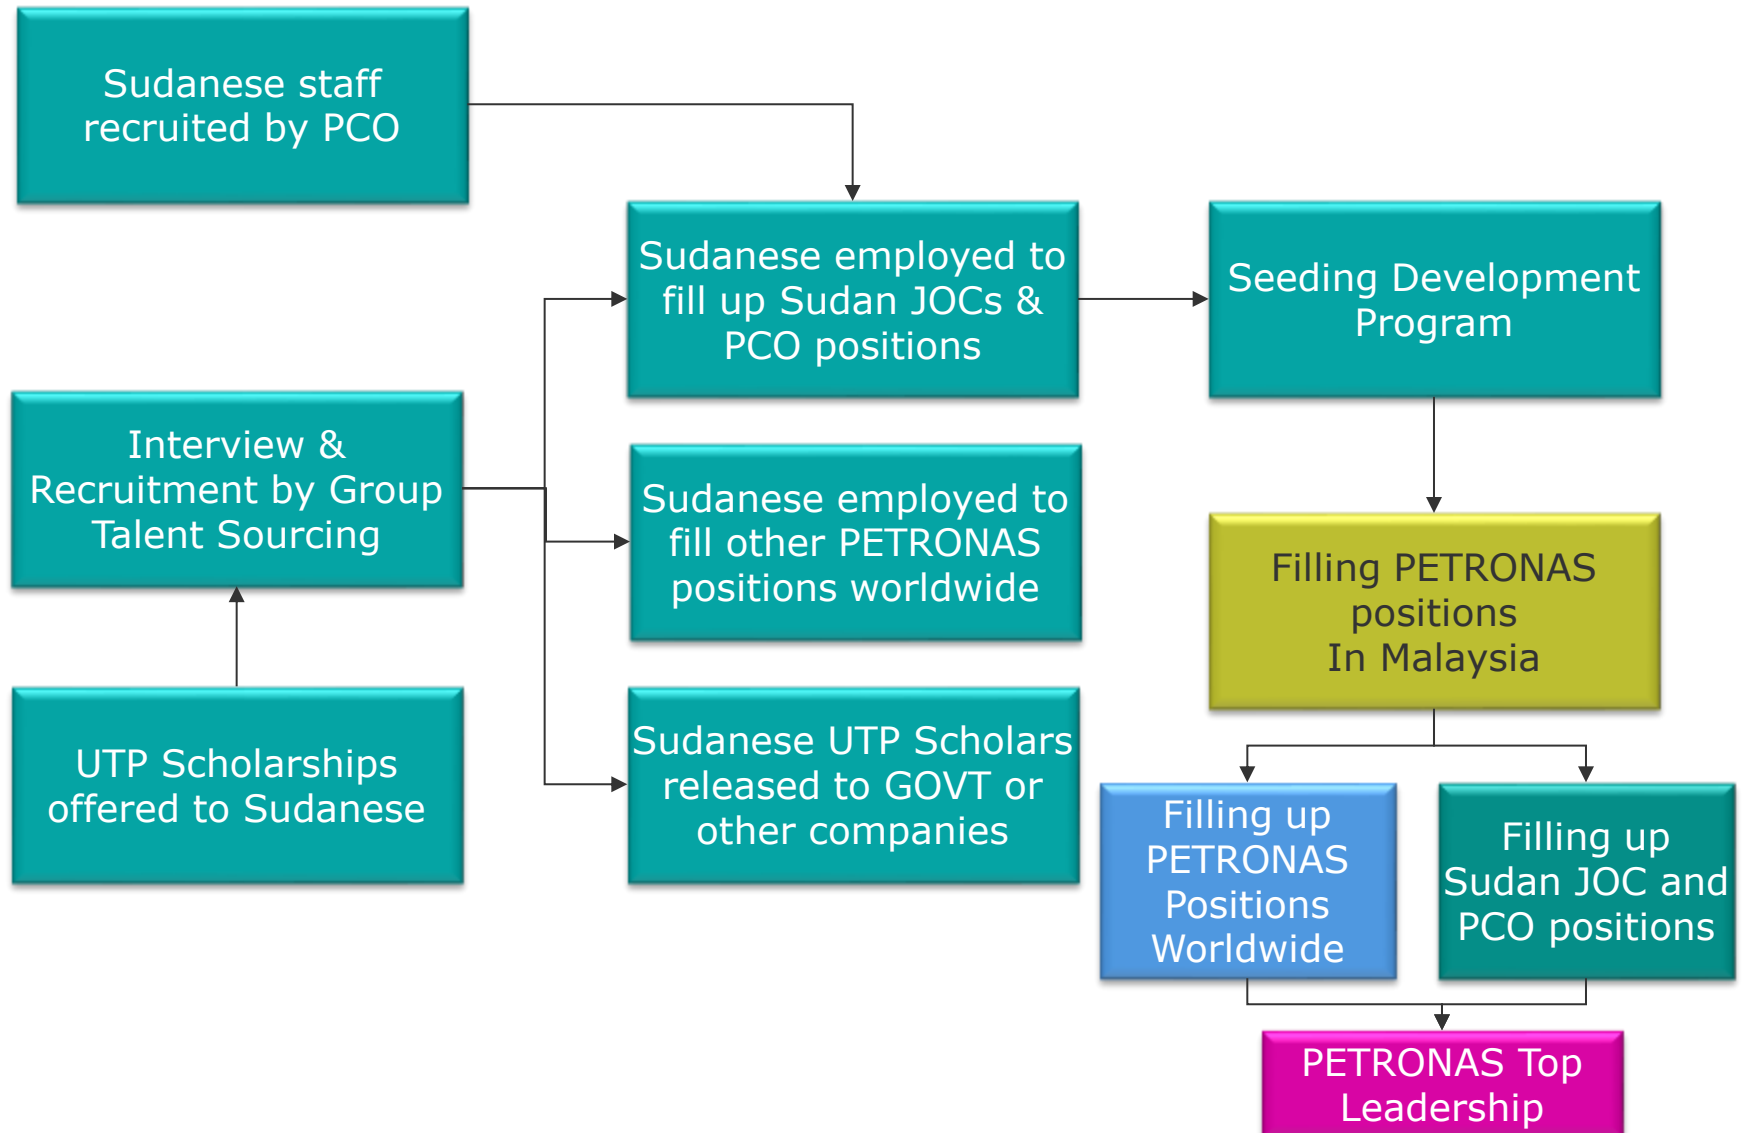 Sudanese staff
recruited by PCO
Sudanese employed to
fill up Sudan JOCs &
PCO positions
Seeding Development
Program
Interview &
Recruitment by Group
Talent Sourcing
Sudanese employed to
fill other PETRONAS
positions worldwide
Filling PETRONAS
positions
In Malaysia
UTP Scholarships
offered to Sudanese
Sudanese UTP Scholars
released to GOVT or
other companies
Filling up
PETRONAS
Positions
Worldwide
Filling up
Sudan JOC and
PCO positions
PETRONAS Top
Leadership